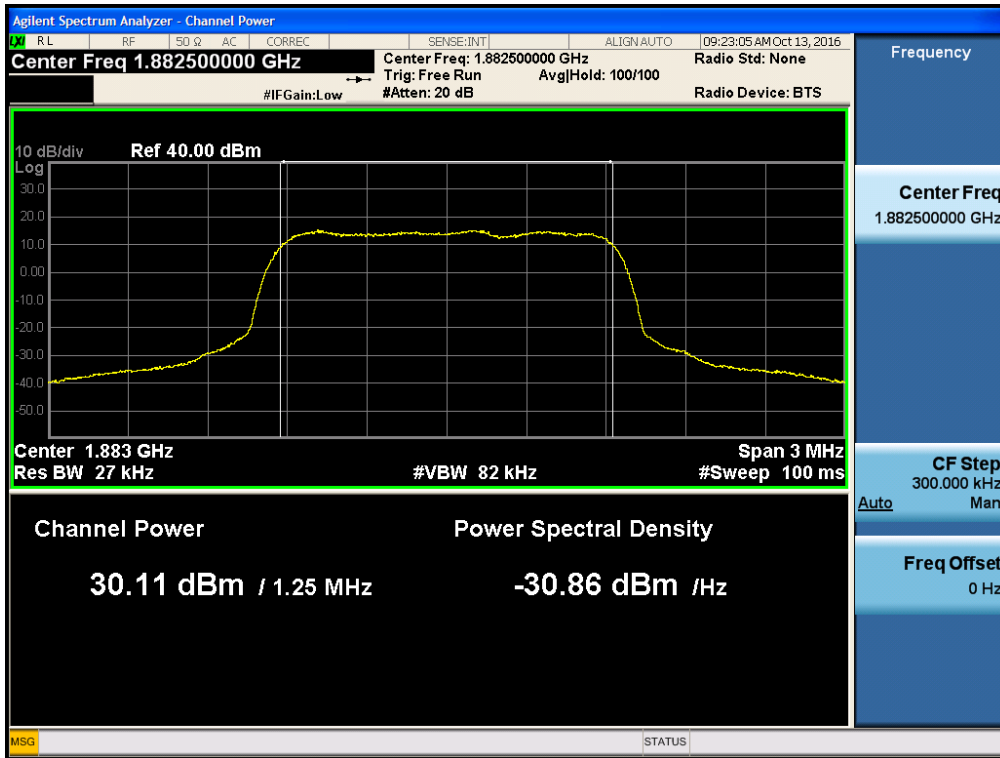 Agilent Spectrum Analyzer - Channel Power
LXI RL RF 50 Ω AC CORREC SENSE:INT ALIGN AUTO 09:23:05 AM Oct 13, 2016
Center Freq 1.882500000 GHz
Center Freq: 1.882500000 GHz
Radio Std: None
Trig: Free Run Avg|Hold: 100/100
#IFGain:Low
#Atten: 20 dB
Radio Device: BTS
10 dB/div Ref 40.00 dBm
Log
30.0
20.0
10.0
0.00
-10.0
-20.0
-30.0
-40.0
-50.0
Center 1.883 GHz Span 3 MHz
Res BW 27 kHz #VBW 82 kHz #Sweep 100 ms
Channel Power Power Spectral Density
30.11 dBm / 1.25 MHz -30.86 dBm /Hz
Frequency
Center Freq
1.882500000 GHz
CF Step
300.000 kHz
Auto Man
Freq Offset
0 Hz
MSG STATUS